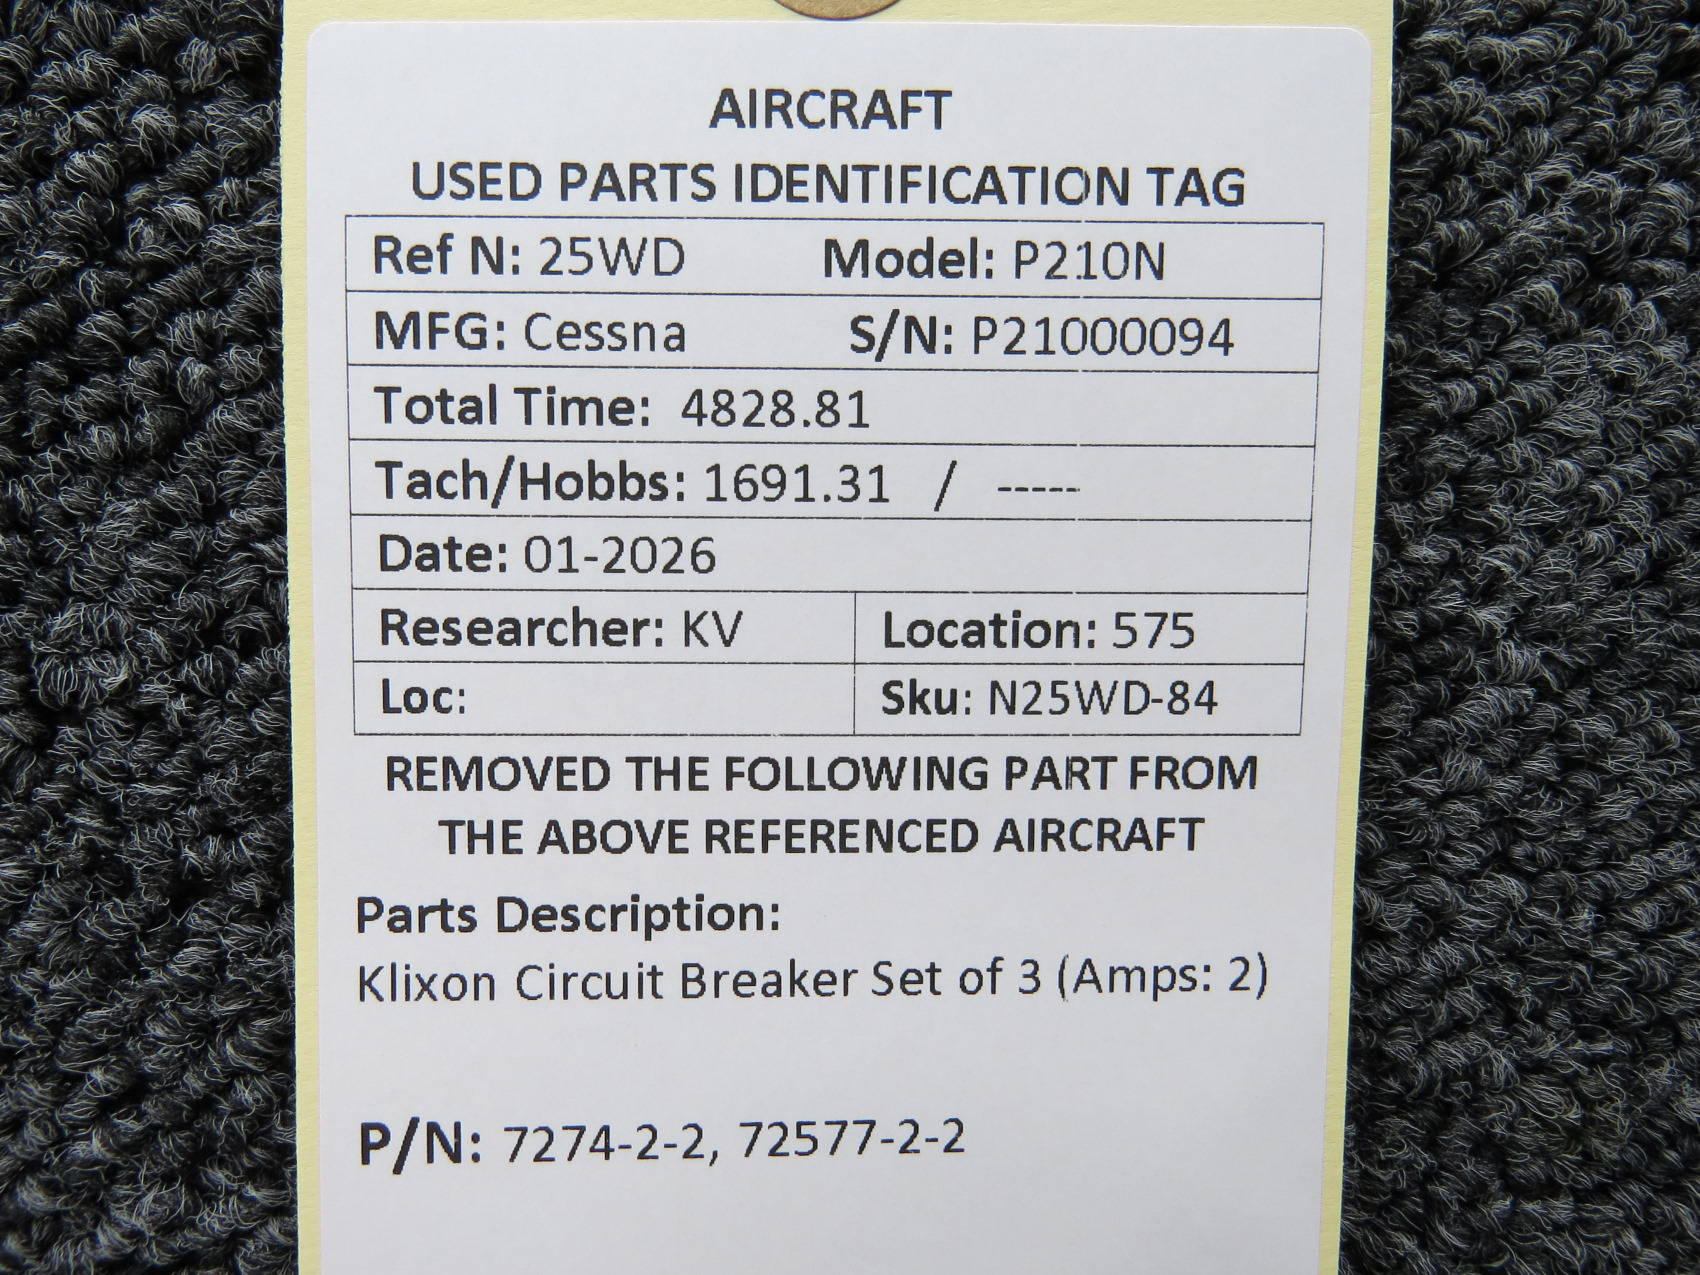 AIRCRAFT
USED PARTS IDENTIFICATION TAG
Ref N: 25WD Model: P210N
MFG: Cessna S/N: P21000094
Total Time: 4828.81
Tach/Hobbs: 1691.31 / -----
Date: 01-2026
Researcher: KV Location: 575
Loc: Sku: N25WD-84
REMOVED THE FOLLOWING PART FROM
THE ABOVE REFERENCED AIRCRAFT
Parts Description:
Klixon Circuit Breaker Set of 3 (Amps: 2)
P/N: 7274-2-2, 72577-2-2